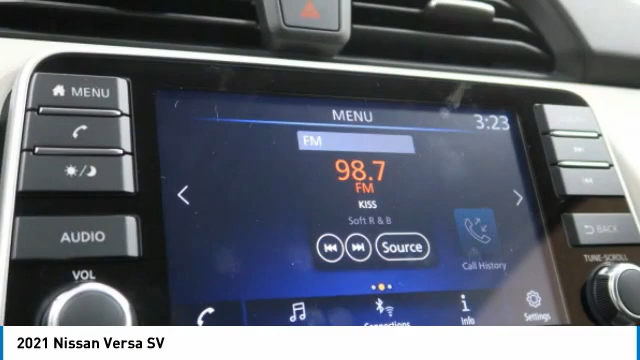 MENU
MENU
3:23
FM
98.7
FM
KISS
Soft R & B
Source
Call History
AUDIO
BACK
VOL
TUNE·SCROLL
Connections
Info
Settings
2021 Nissan Versa SV